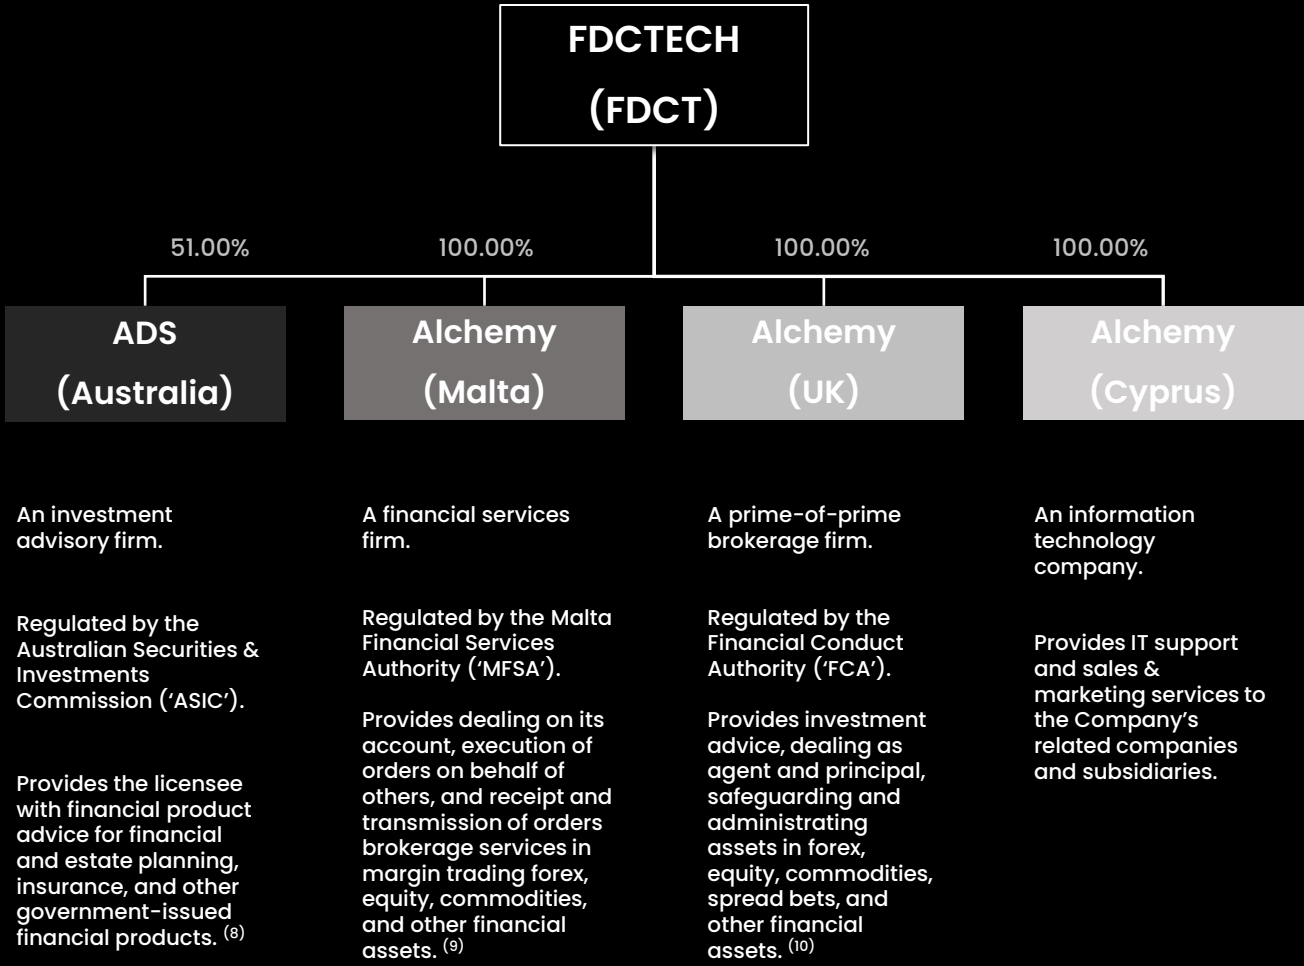 FDCTECH
(FDCT)
51.00%
100.00%
100.00%
100.00%
ADS
(Australia)
Alchemy
(Malta)
Alchemy
(UK)
Alchemy
(Cyprus)
An investment
advisory firm.
Regulated by the
Australian Securities &
Investments
Commission (‘ASIC’).
Provides the licensee
with financial product
advice for financial
and estate planning,
insurance, and other
government-issued
financial products. (8)
A financial services
firm.
Regulated by the Malta
Financial Services
Authority (‘MFSA’).
Provides dealing on its
account, execution of
orders on behalf of
others, and receipt and
transmission of orders
brokerage services in
margin trading forex,
equity, commodities,
and other financial
assets. (9)
A prime-of-prime
brokerage firm.
Regulated by the
Financial Conduct
Authority (‘FCA’).
Provides investment
advice, dealing as
agent and principal,
safeguarding and
administrating
assets in forex,
equity, commodities,
spread bets, and
other financial
assets. (10)
An information
technology
company.
Provides IT support
and sales &
marketing services to
the Company’s
related companies
and subsidiaries.